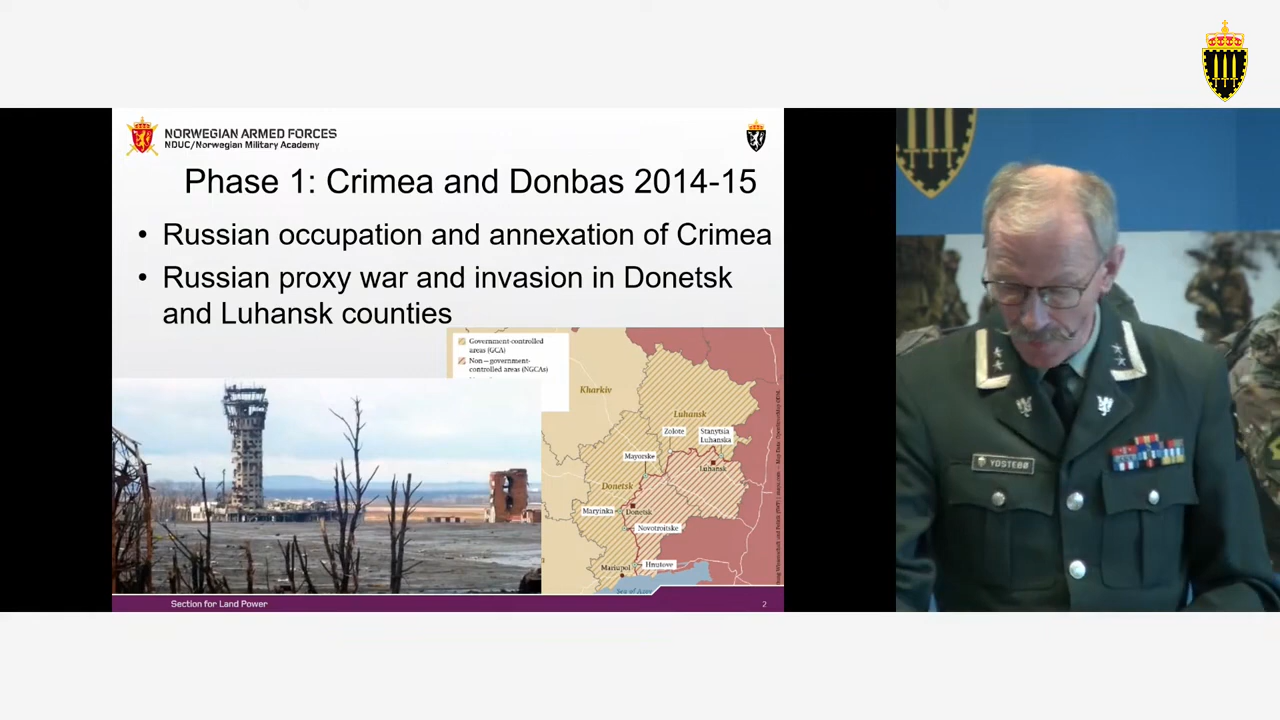 NORWEGIAN ARMED FORCES
NDUC/Norwegian Military Academy
Phase 1: Crimea and Donbas 2014-15
• Russian occupation and annexation of Crimea
• Russian proxy war and invasion in Donetsk
and Luhansk counties
Government-controlled
areas (GCA)
Non-government-
controlled areas (NGCAs)
Kharkiv
Luhansk
Zolote
Stanytsia
Luhanska
Mayorske
Luhansk
Donetsk
Maryinka
Donetsk
Novotroitske
Mariupol
Hnutove
Sea of Azov
Section for Land Power
2
YDSTEBØ